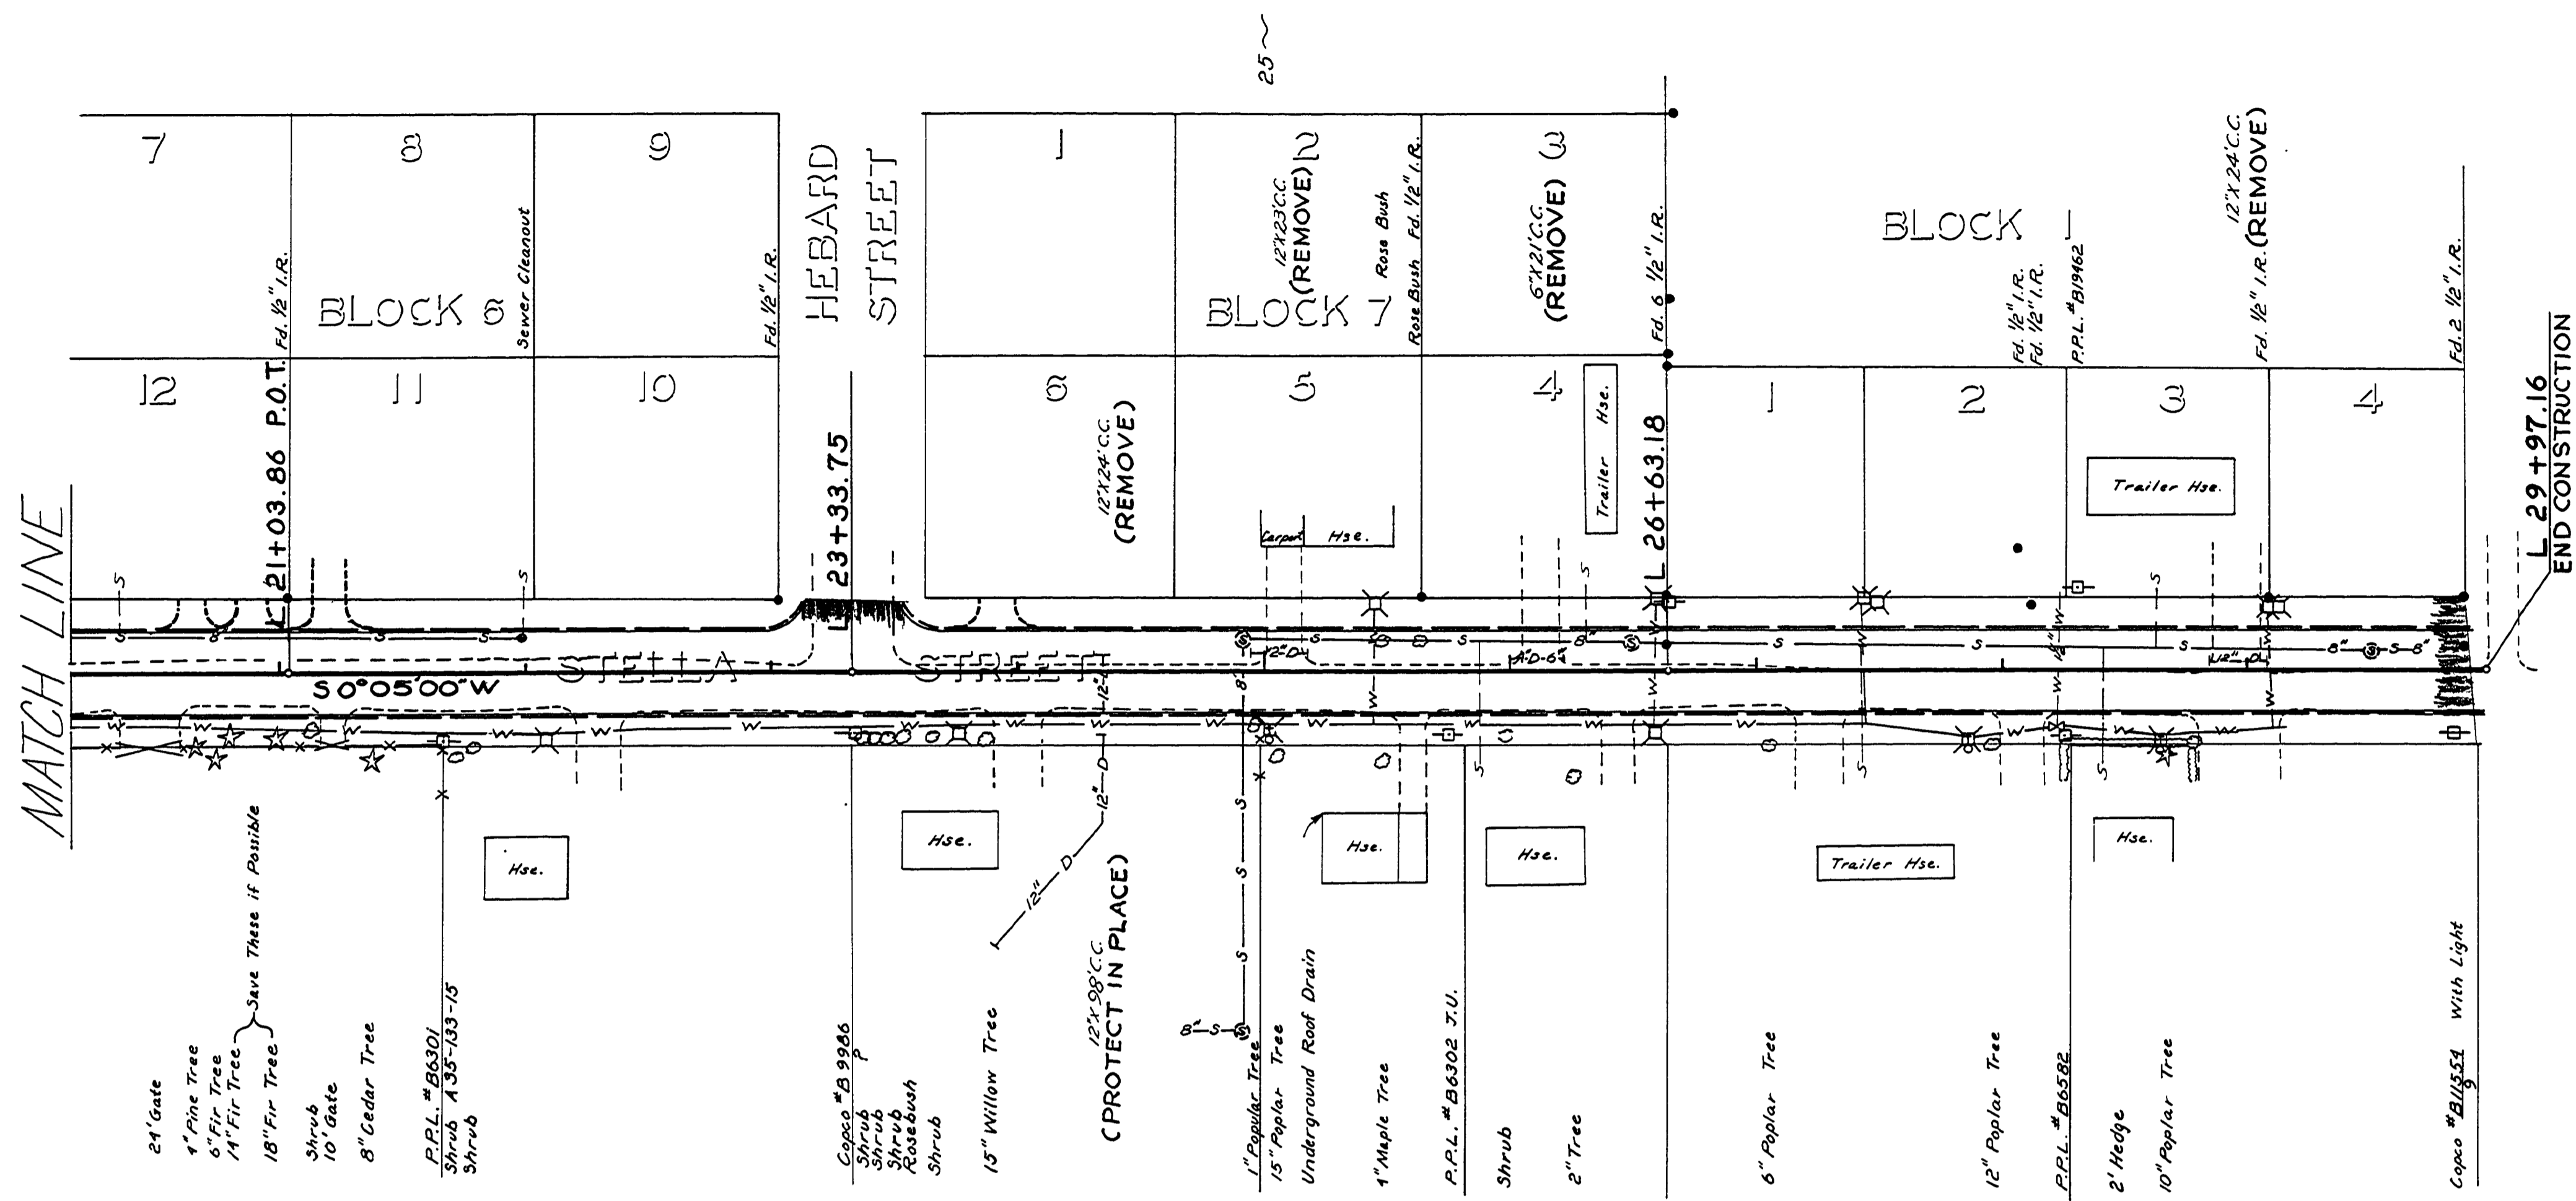 MATCH LINE
25~
7
8
9
12
11
10
BLOCK 6
L 21+03.86 P.O.T.
Fd. 1/2" I.R.
Sewer Cleanout
Fd. 1/2" I.R.
HEBARD
STREET
L 23+33.75
1
2
3
6
5
4
BLOCK 7
12"X24'C.C.
(REMOVE)
12"X23'C.C.
(REMOVE)
Rose Bush
Rose Bush Fd. 1/2" I.R.
6"X21'C.C.
(REMOVE)
Fd. 6 1/2" I.R.
Carport
Hse.
Trailer Hse.
L 26+63.18
BLOCK 1
1
2
3
4
Fd. 1/2" I.R.
Fd. 1/2" I.R.
P.P.L. #B19462
12"X24'C.C.
(REMOVE)
Fd. 1/2" I.R.
Fd. 2 1/2" I.R.
Trailer Hse.
L 29+97.16
END CONSTRUCTION
S 0°05'00" W
STELLA STREET
12" D
8" S
Hse.
Hse.
12" D
12" D
Hse.
Hse.
Trailer Hse.
Hse.
8" S
24' Gate
4" Pine Tree
6" Fir Tree
14" Fir Tree
18" Fir Tree
Save These if Possible
Shrub
10' Gate
8" Cedar Tree
P.P.L. #B6301
Shrub A35-133-15
Shrub
Copco #B9986
P
Shrub
Shrub
Shrub
Rosebush
Shrub
15" Willow Tree
12"X98'C.C.
(PROTECT IN PLACE)
1" Popular Tree
15" Poplar Tree
Underground Roof Drain
4" Maple Tree
P.P.L. #B6302 J.U.
Shrub
2" Tree
6" Poplar Tree
12" Poplar Tree
P.P.L. #B6582
2' Hedge
10" Poplar Tree
Copco #B11554 With Light
9